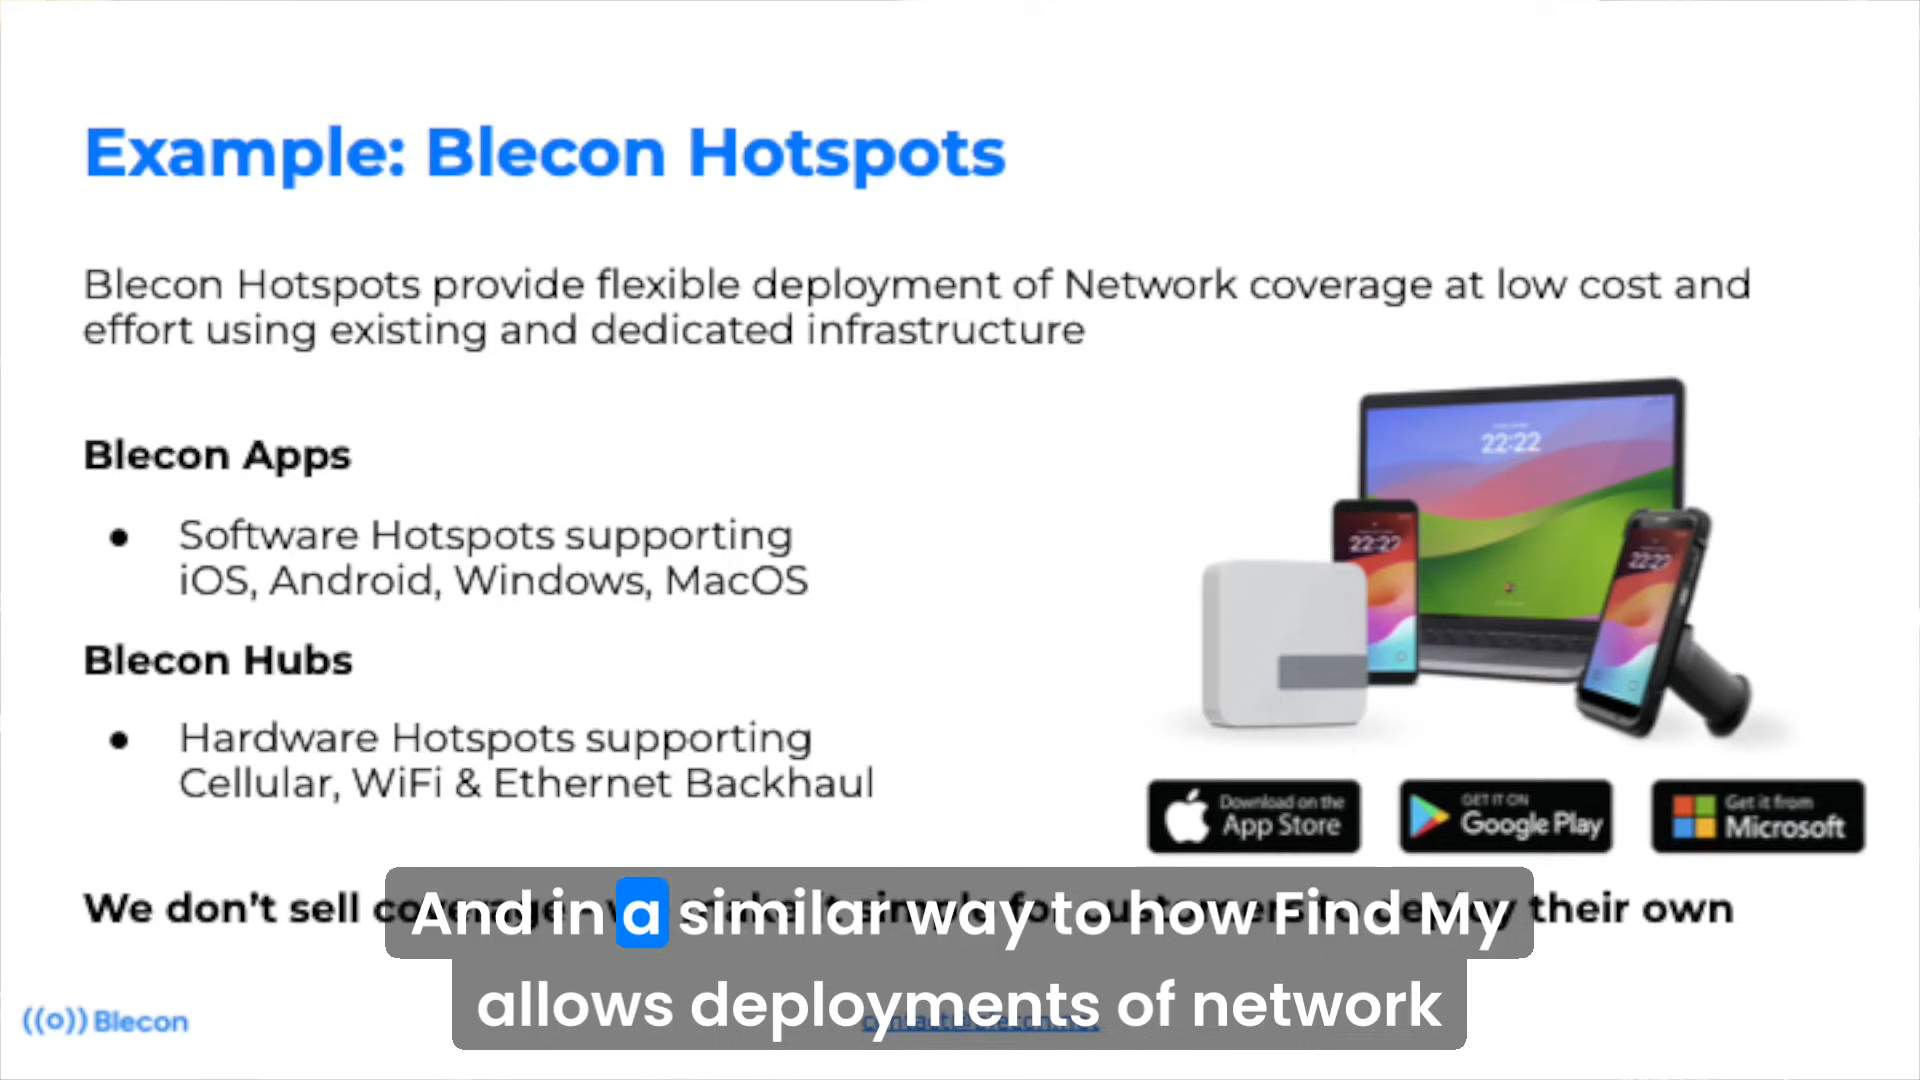 Example: Blecon Hotspots
Blecon Hotspots provide flexible deployment of Network coverage at low cost and
effort using existing and dedicated infrastructure
Blecon Apps
● Software Hotspots supporting
iOS, Android, Windows, MacOS
Blecon Hubs
● Hardware Hotspots supporting
Cellular, WiFi & Ethernet Backhaul
22:22
22:22
22:22
Download on the
App Store
GET IT ON
Google Play
Get it from
Microsoft
We don't sell their own
And in a similar way to how Find My
allows deployments of network
((o)) Blecon